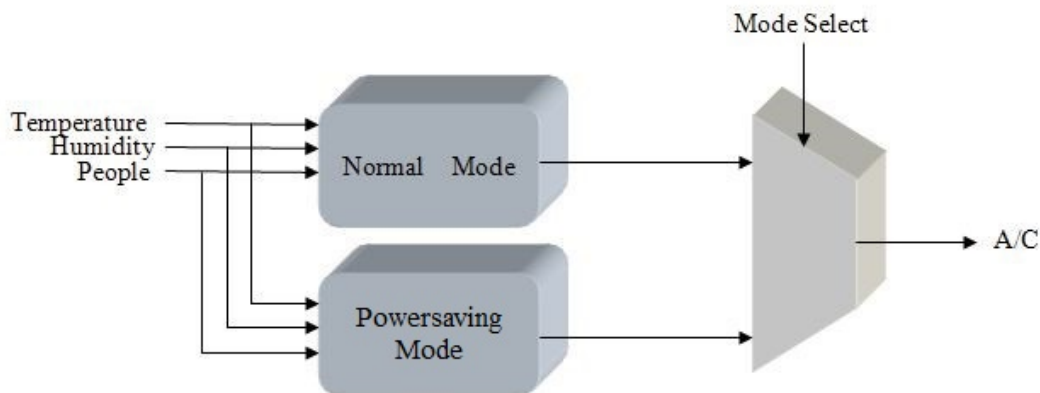 Mode Select
Temperature
Humidity
People
Normal Mode
Powersaving
Mode
A/C